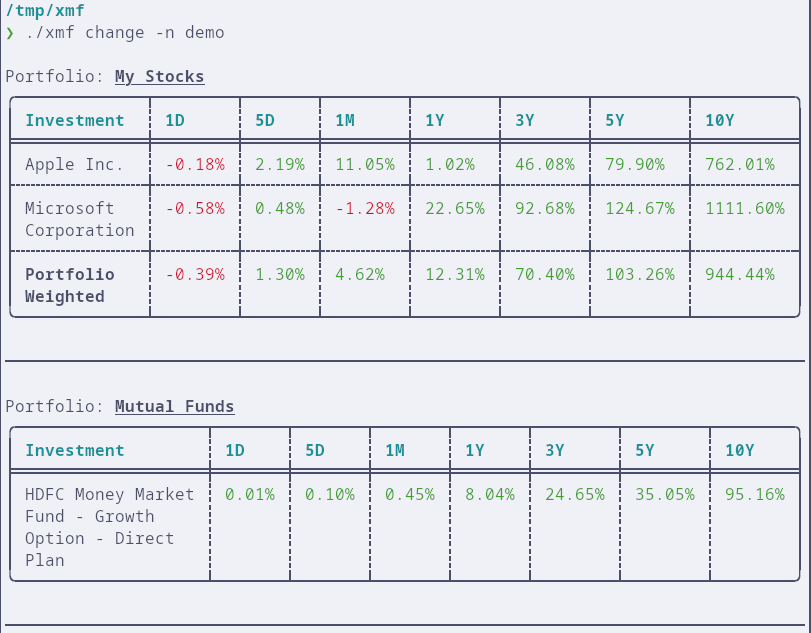 /tmp/xmf
❯ ./xmf change -n demo
Portfolio: My Stocks
Investment 1D 5D 1M 1Y 3Y 5Y 10Y
Apple Inc. -0.18% 2.19% 11.05% 1.02% 46.08% 79.90% 762.01%
Microsoft -0.58% 0.48% -1.28% 22.65% 92.68% 124.67% 1111.60%
Corporation
Portfolio -0.39% 1.30% 4.62% 12.31% 70.40% 103.26% 944.44%
Weighted
Portfolio: Mutual Funds
Investment 1D 5D 1M 1Y 3Y 5Y 10Y
HDFC Money Market 0.01% 0.10% 0.45% 8.04% 24.65% 35.05% 95.16%
Fund - Growth
Option - Direct
Plan